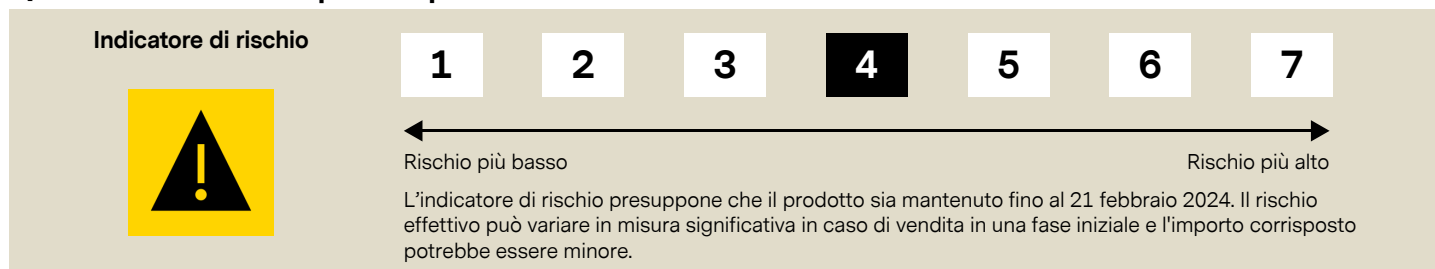 Indicatore di rischio
1 2 3 4 5 6 7
Rischio più basso Rischio più alto
L'indicatore di rischio presuppone che il prodotto sia mantenuto fino al 21 febbraio 2024. Il rischio
effettivo può variare in misura significativa in caso di vendita in una fase iniziale e l'importo corrisposto
potrebbe essere minore.